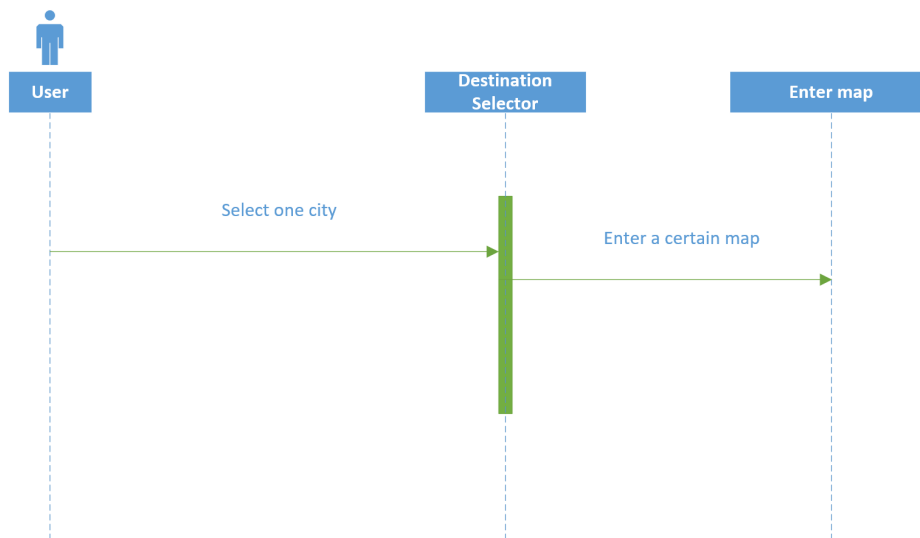 User
Destination
Selector
Enter map
Select one city
Enter a certain map